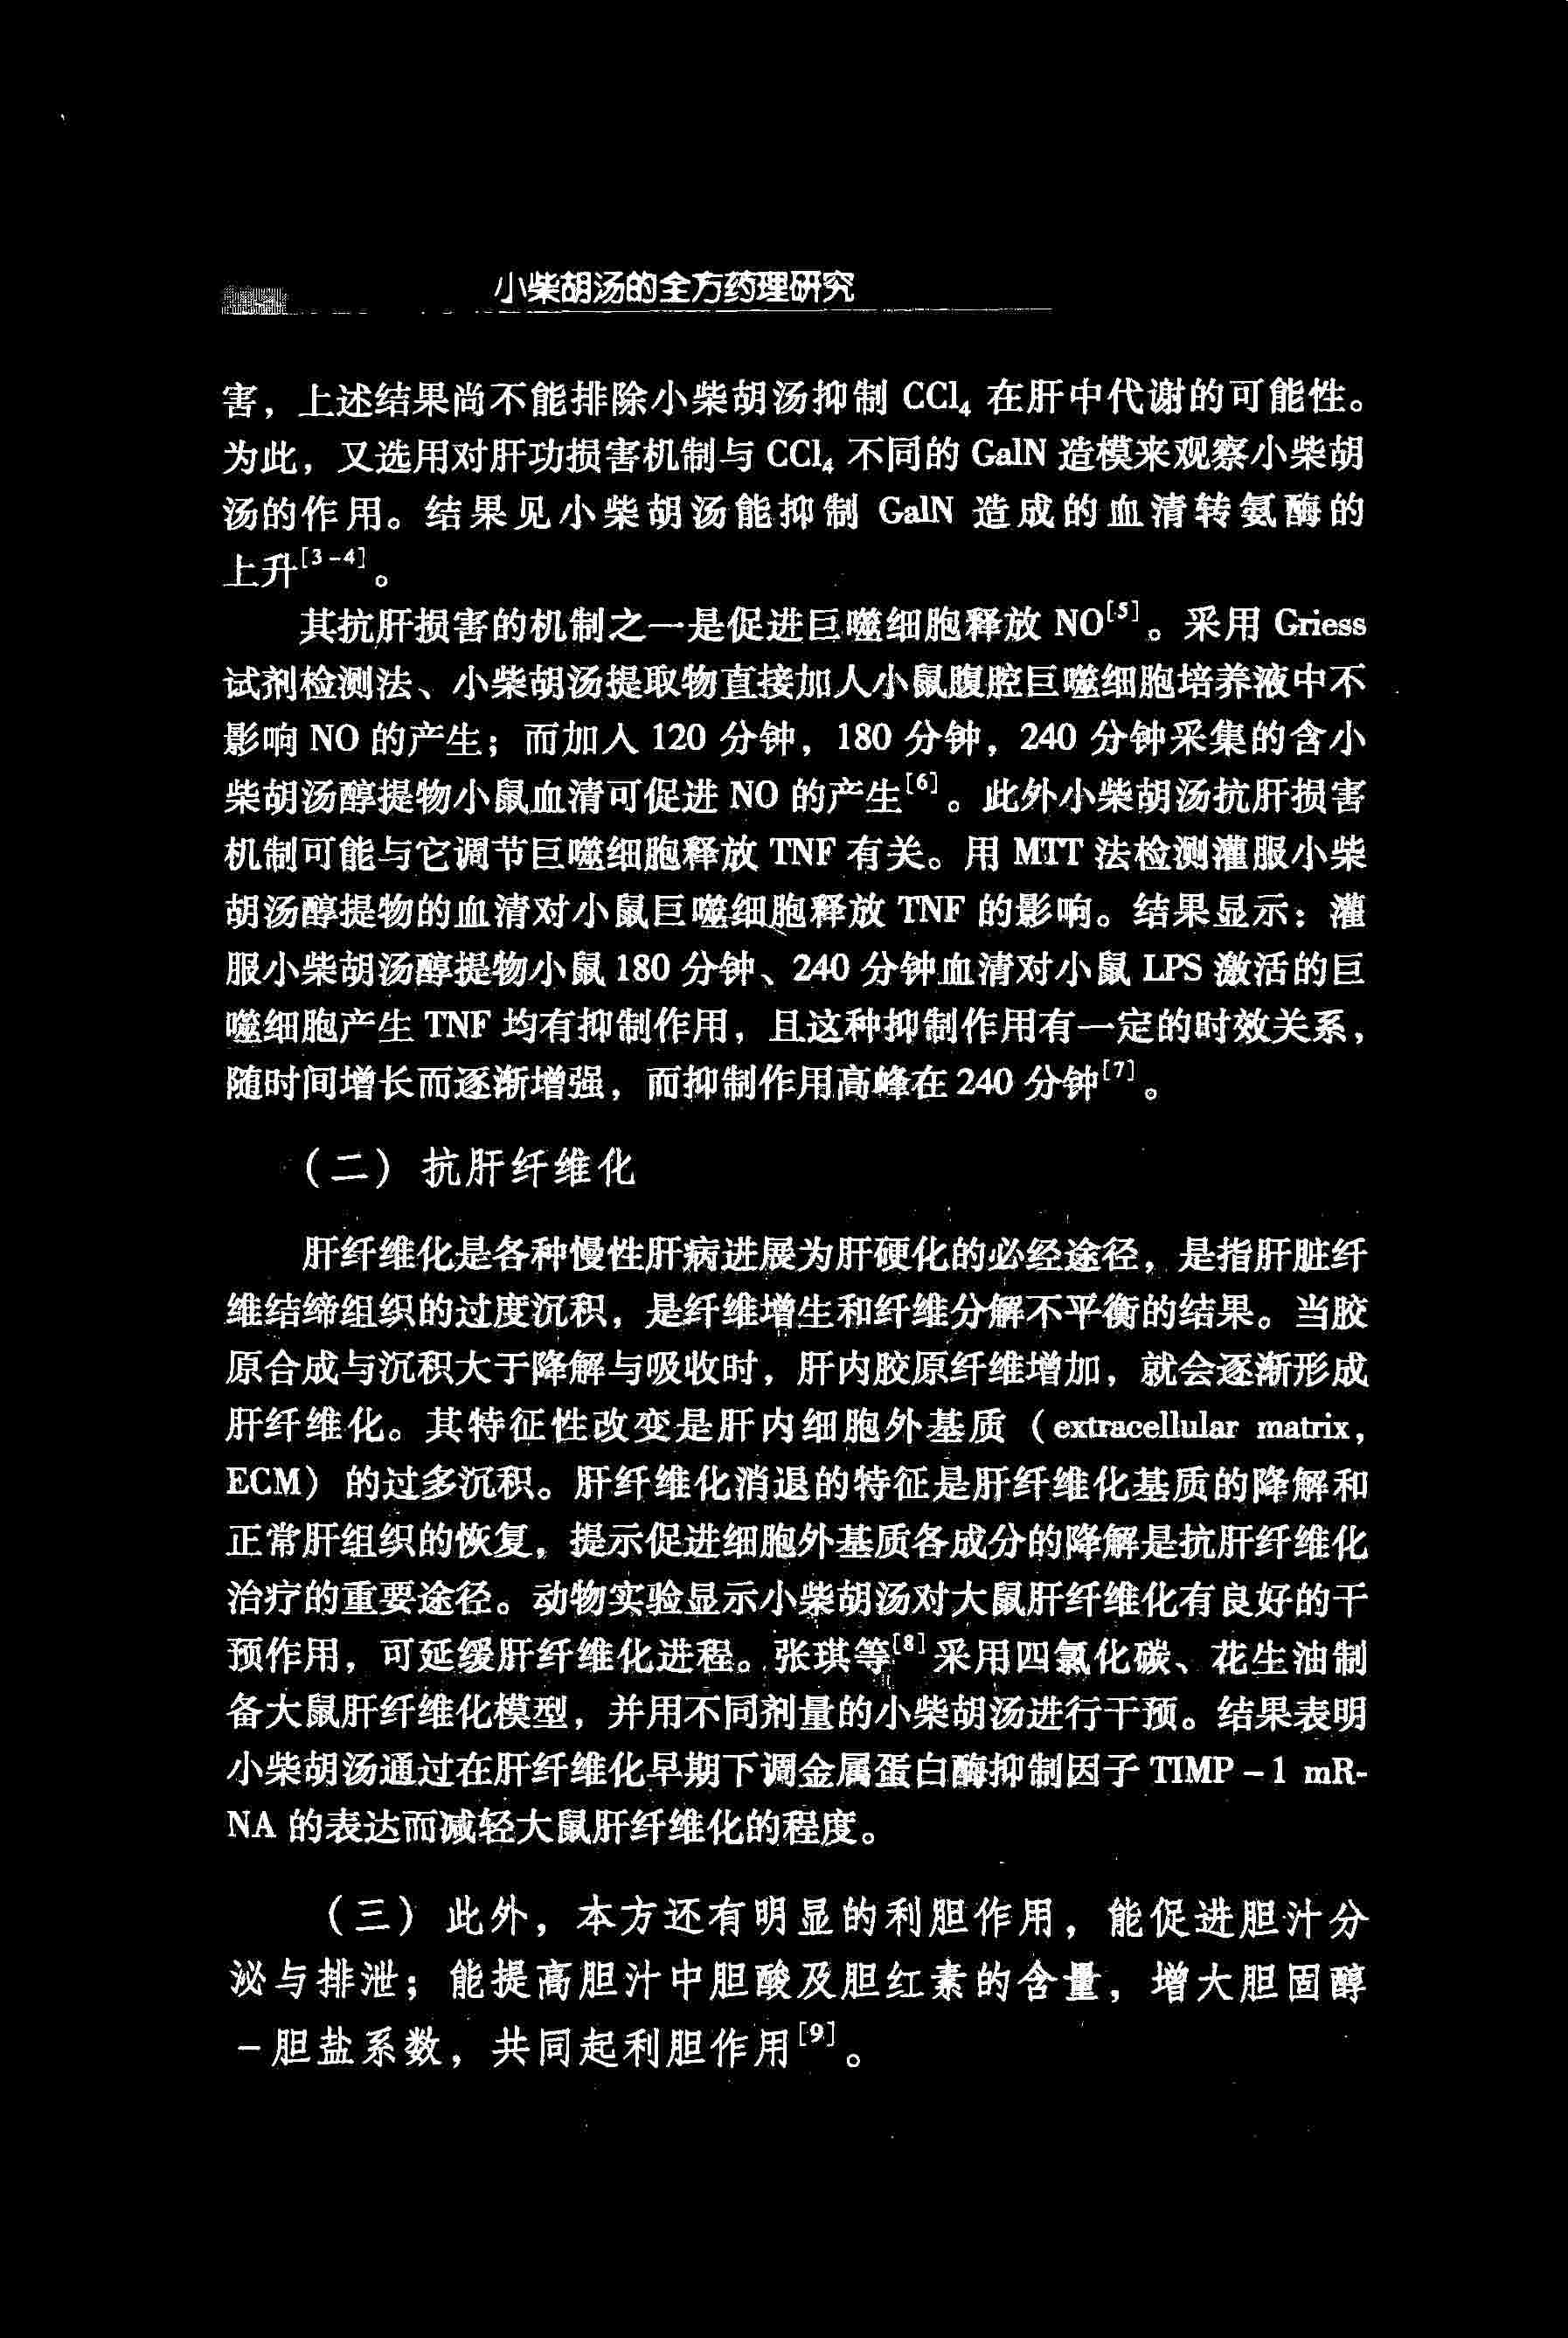 小柴胡汤的全方药理研究
害，上述结果尚不能排除小柴胡汤抑制 CCl₄ 在肝中代谢的可能性。
为此，又选用对肝功损害机制与 CCl₄ 不同的 GalN 造模来观察小柴胡
汤的作用。结果见小柴胡汤能抑制 GalN 造成的血清转氨酶的
上升[3-4]。
其抗肝损害的机制之一是促进巨噬细胞释放 NO[5]。采用 Griess
试剂检测法、小柴胡汤提取物直接加人小鼠腹腔巨噬细胞培养液中不
影响 NO 的产生；而加入 120 分钟，180 分钟，240 分钟采集的含小
柴胡汤醇提物小鼠血清可促进 NO 的产生[6]。此外小柴胡汤抗肝损害
机制可能与它调节巨噬细胞释放 TNF 有关。用 MTT 法检测灌服小柴
胡汤醇提物的血清对小鼠巨噬细胞释放 TNF 的影响。结果显示：灌
服小柴胡汤醇提物小鼠 180 分钟、240 分钟血清对小鼠 LPS 激活的巨
噬细胞产生 TNF 均有抑制作用，且这种抑制作用有一定的时效关系，
随时间增长而逐渐增强，而抑制作用高峰在 240 分钟[7]。
（二）抗肝纤维化
肝纤维化是各种慢性肝病进展为肝硬化的必经途径，是指肝脏纤
维结缔组织的过度沉积，是纤维增生和纤维分解不平衡的结果。当胶
原合成与沉积大于降解与吸收时，肝内胶原纤维增加，就会逐渐形成
肝纤维化。其特征性改变是肝内细胞外基质（extracellular matrix，
ECM）的过多沉积。肝纤维化消退的特征是肝纤维化基质的降解和
正常肝组织的恢复，提示促进细胞外基质各成分的降解是抗肝纤维化
治疗的重要途径。动物实验显示小柴胡汤对大鼠肝纤维化有良好的干
预作用，可延缓肝纤维化进程。张琪等[8]采用四氯化碳、花生油制
备大鼠肝纤维化模型，并用不同剂量的小柴胡汤进行干预。结果表明
小柴胡汤通过在肝纤维化早期下调金属蛋白酶抑制因子 TIMP－1 mR-
NA 的表达而减轻大鼠肝纤维化的程度。
（三）此外，本方还有明显的利胆作用，能促进胆汁分
泌与排泄；能提高胆汁中胆酸及胆红素的含量，增大胆固醇
－胆盐系数，共同起利胆作用[9]。